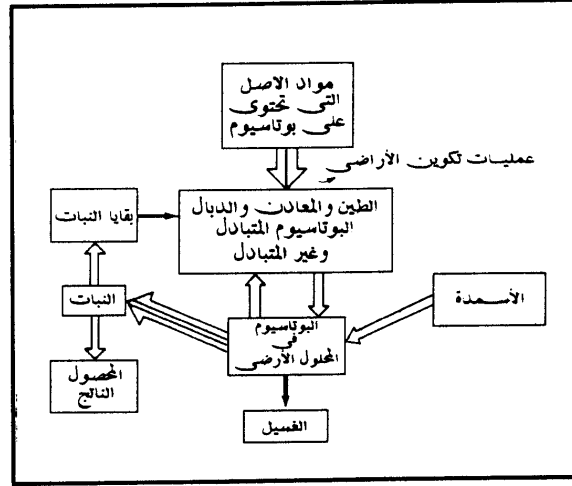 مواد الاصل
التى تحتوى
على بوتاسيوم
عمليات تكوين الأراضى
الطين والمعادن والدبال
البوتاسيوم المتبادل
وغير المتبادل
بقايا النبات
النبات
الأسمدة
البوتاسيوم
فى
المحلول الأرضى
المحصول
الناتج
الغسيل